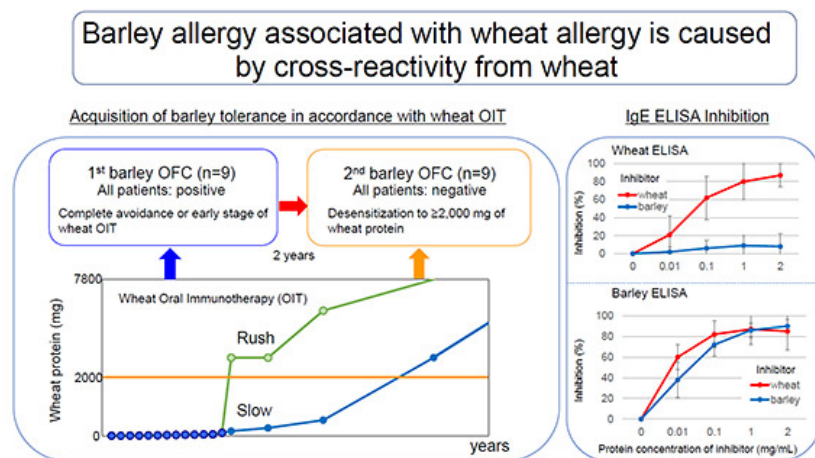 Barley allergy associated with wheat allergy is caused
by cross-reactivity from wheat
Acquisition of barley tolerance in accordance with wheat OIT
1st barley OFC (n=9)
All patients: positive
Complete avoidance or early stage of
wheat OIT
2nd barley OFC (n=9)
All patients: negative
Desensitization to ≥2,000 mg of
wheat protein
2 years
7800
Wheat Oral Immunotherapy (OIT)
Wheat protein (mg)
Rush
2000
Slow
0
years
IgE ELISA Inhibition
Wheat ELISA
100
80
60
40
20
0
Inhibition (%)
Inhibitor
wheat
barley
0 0.01 0.1 1 2
Barley ELISA
100
80
60
40
20
0
Inhibition (%)
Inhibitor
wheat
barley
0 0.01 0.1 1 2
Protein concentration of inhibitor (mg/mL)